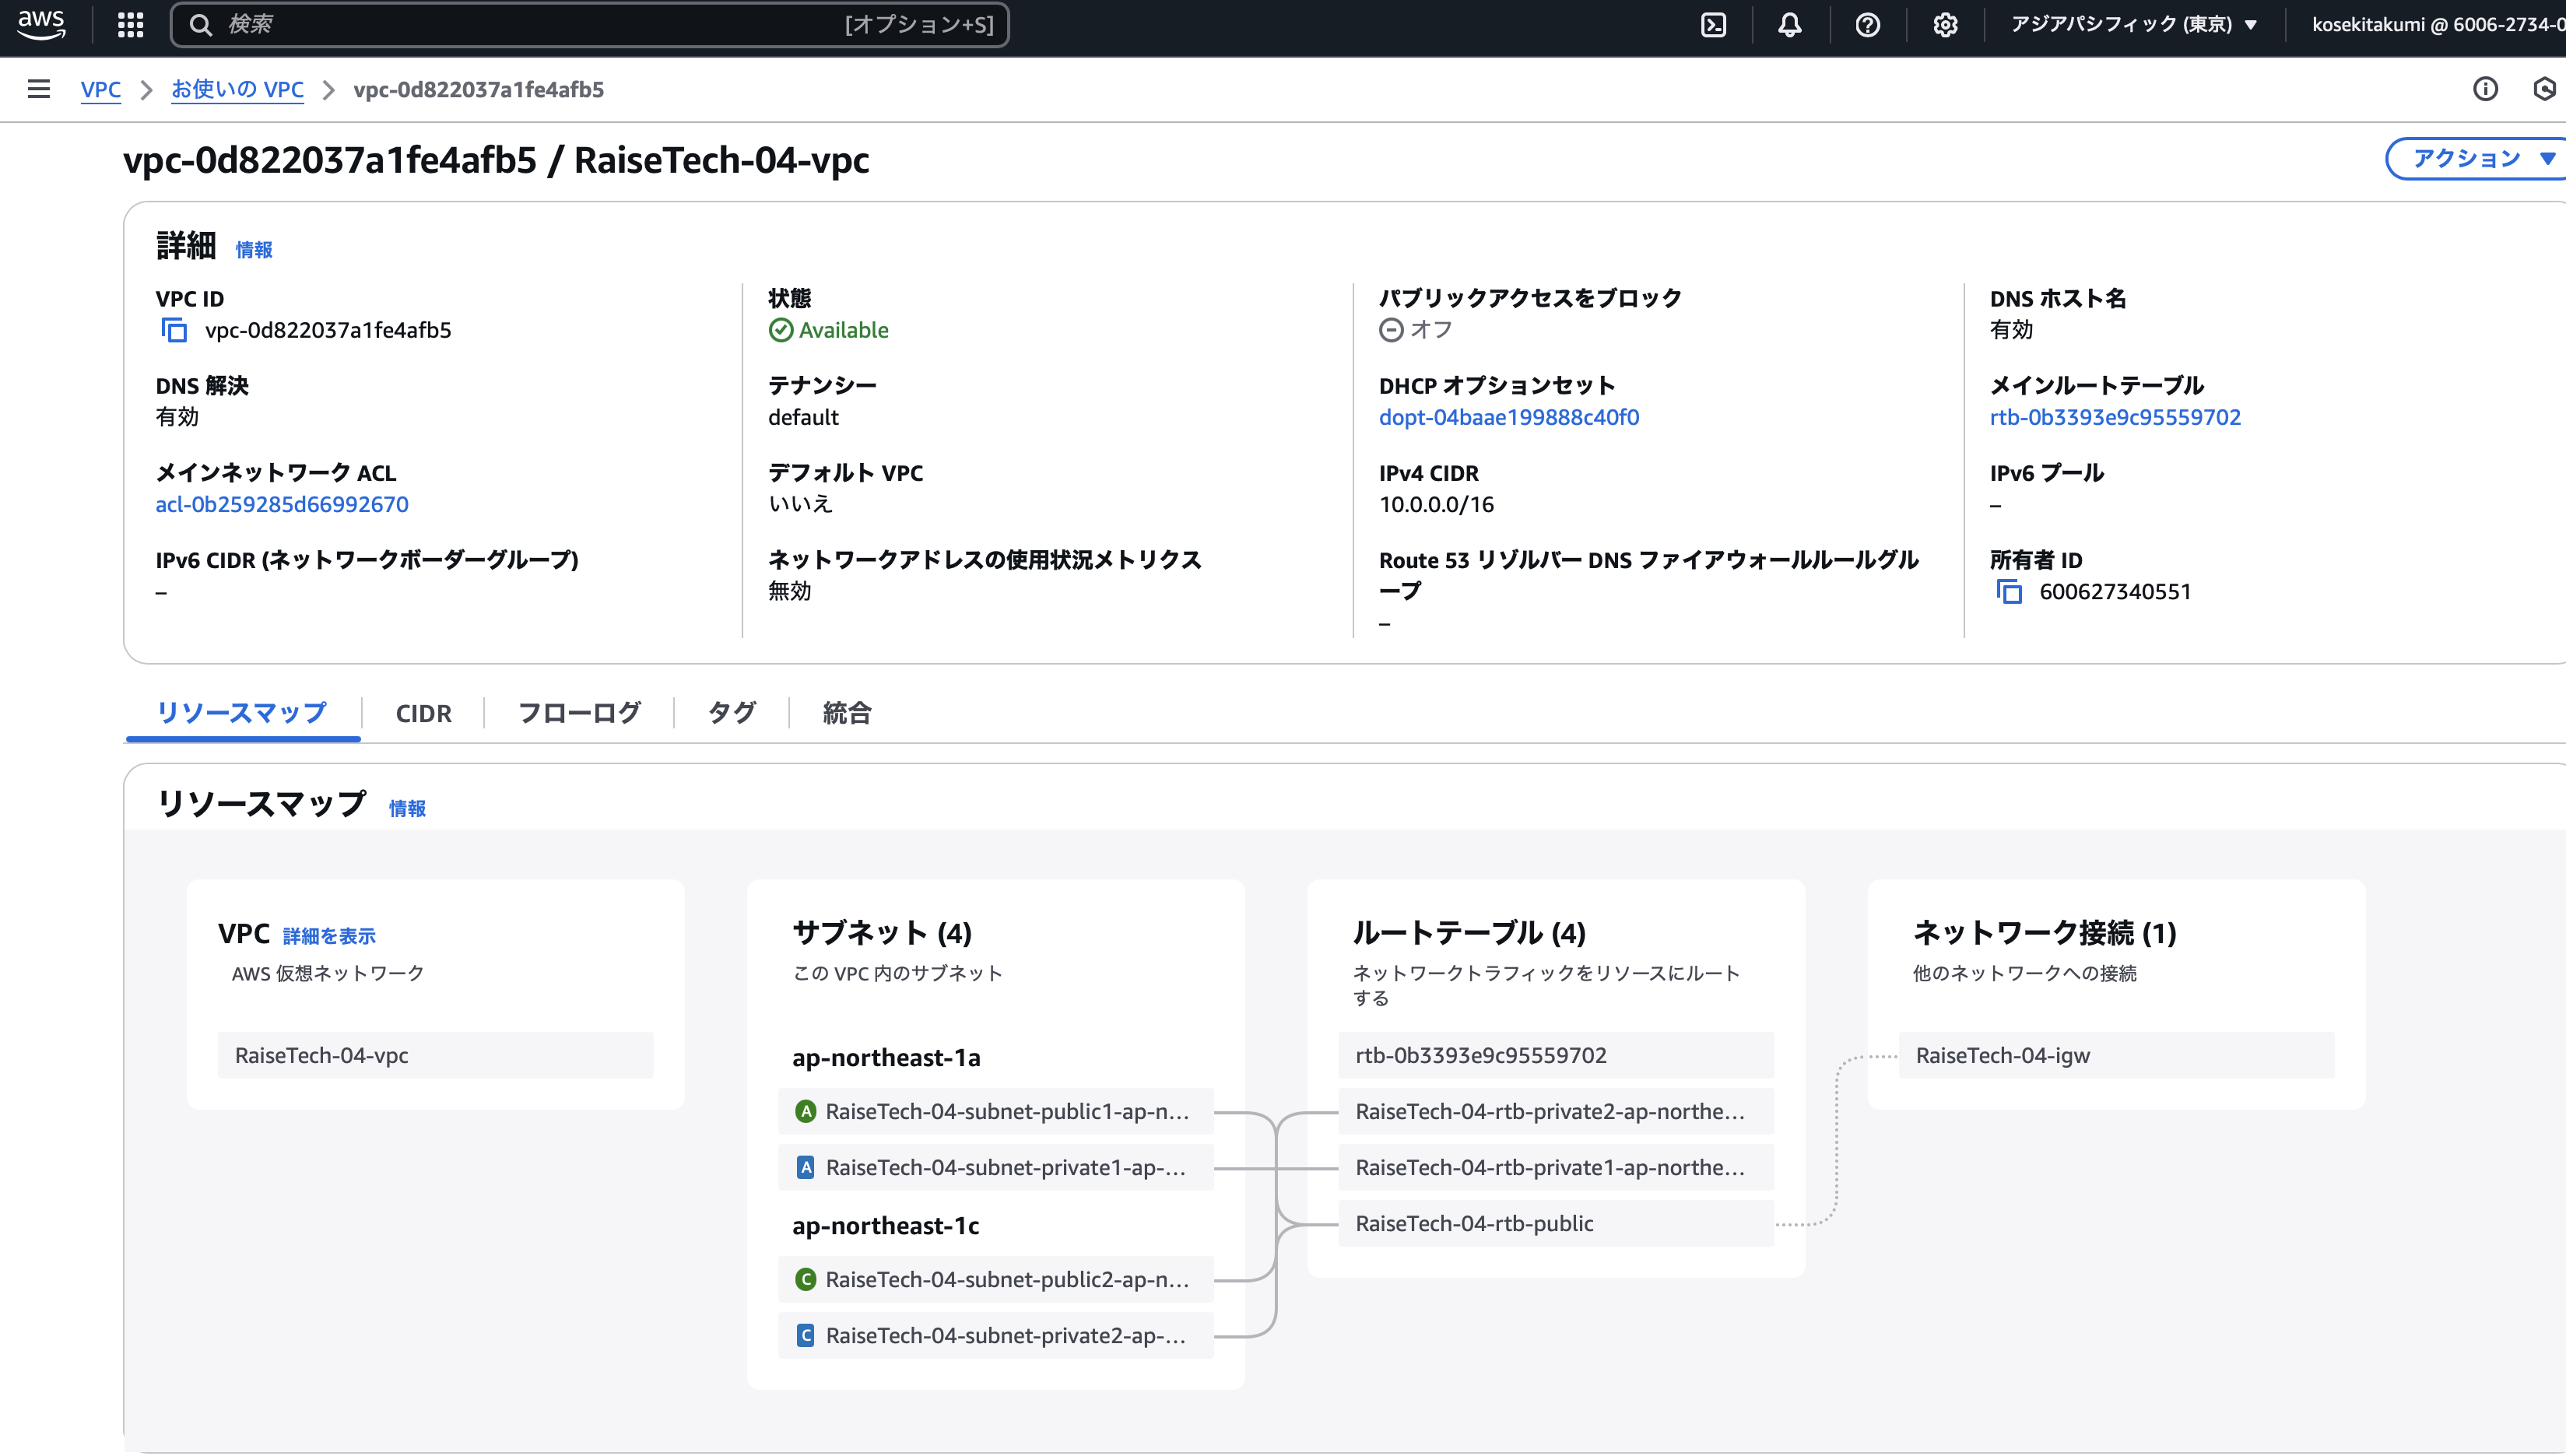 aws
検索
[オプション+S]
アジアパシフィック (東京)
kosekitakumi @ 6006-2734-0
VPC
お使いの VPC
vpc-0d822037a1fe4afb5
vpc-0d822037a1fe4afb5 / RaiseTech-04-vpc
アクション
詳細 情報
VPC ID
vpc-0d822037a1fe4afb5
DNS 解決
有効
メインネットワーク ACL
acl-0b259285d66992670
IPv6 CIDR (ネットワークボーダーグループ)
–
状態
Available
テナンシー
default
デフォルト VPC
いいえ
ネットワークアドレスの使用状況メトリクス
無効
パブリックアクセスをブロック
オフ
DHCP オプションセット
dopt-04baae199888c40f0
IPv4 CIDR
10.0.0.0/16
Route 53 リゾルバー DNS ファイアウォールルールグル
ープ
–
DNS ホスト名
有効
メインルートテーブル
rtb-0b3393e9c95559702
IPv6 プール
–
所有者 ID
600627340551
リソースマップ
CIDR
フローログ
タグ
統合
リソースマップ 情報
VPC 詳細を表示
AWS 仮想ネットワーク
RaiseTech-04-vpc
サブネット (4)
この VPC 内のサブネット
ap-northeast-1a
A RaiseTech-04-subnet-public1-ap-n...
A RaiseTech-04-subnet-private1-ap-...
ap-northeast-1c
C RaiseTech-04-subnet-public2-ap-n...
C RaiseTech-04-subnet-private2-ap-...
ルートテーブル (4)
ネットワークトラフィックをリソースにルート
する
rtb-0b3393e9c95559702
RaiseTech-04-rtb-private2-ap-northe...
RaiseTech-04-rtb-private1-ap-northe...
RaiseTech-04-rtb-public
ネットワーク接続 (1)
他のネットワークへの接続
RaiseTech-04-igw